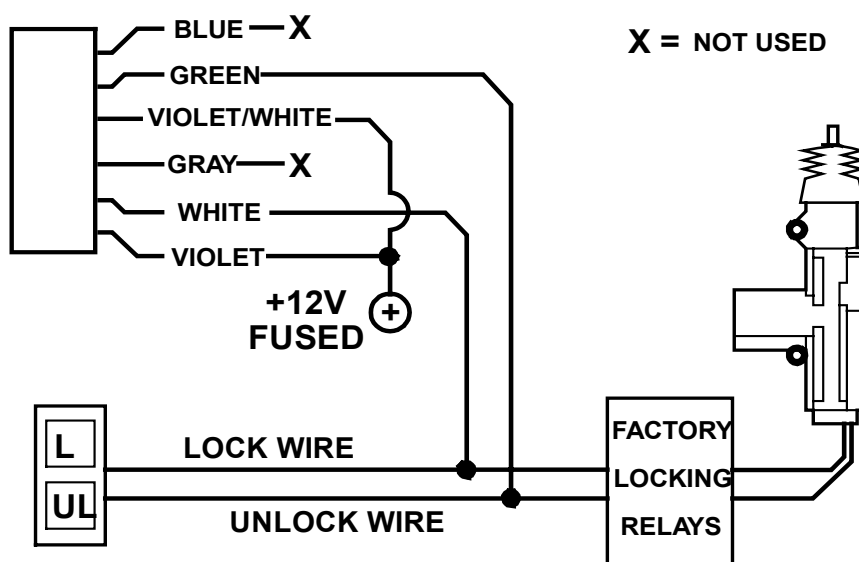 BLUE X
X = NOT USED
GREEN
VIOLET/WHITE
GRAY X
WHITE
VIOLET
+12V
FUSED
+
L
LOCK WIRE
UL
UNLOCK WIRE
FACTORY
LOCKING
RELAYS